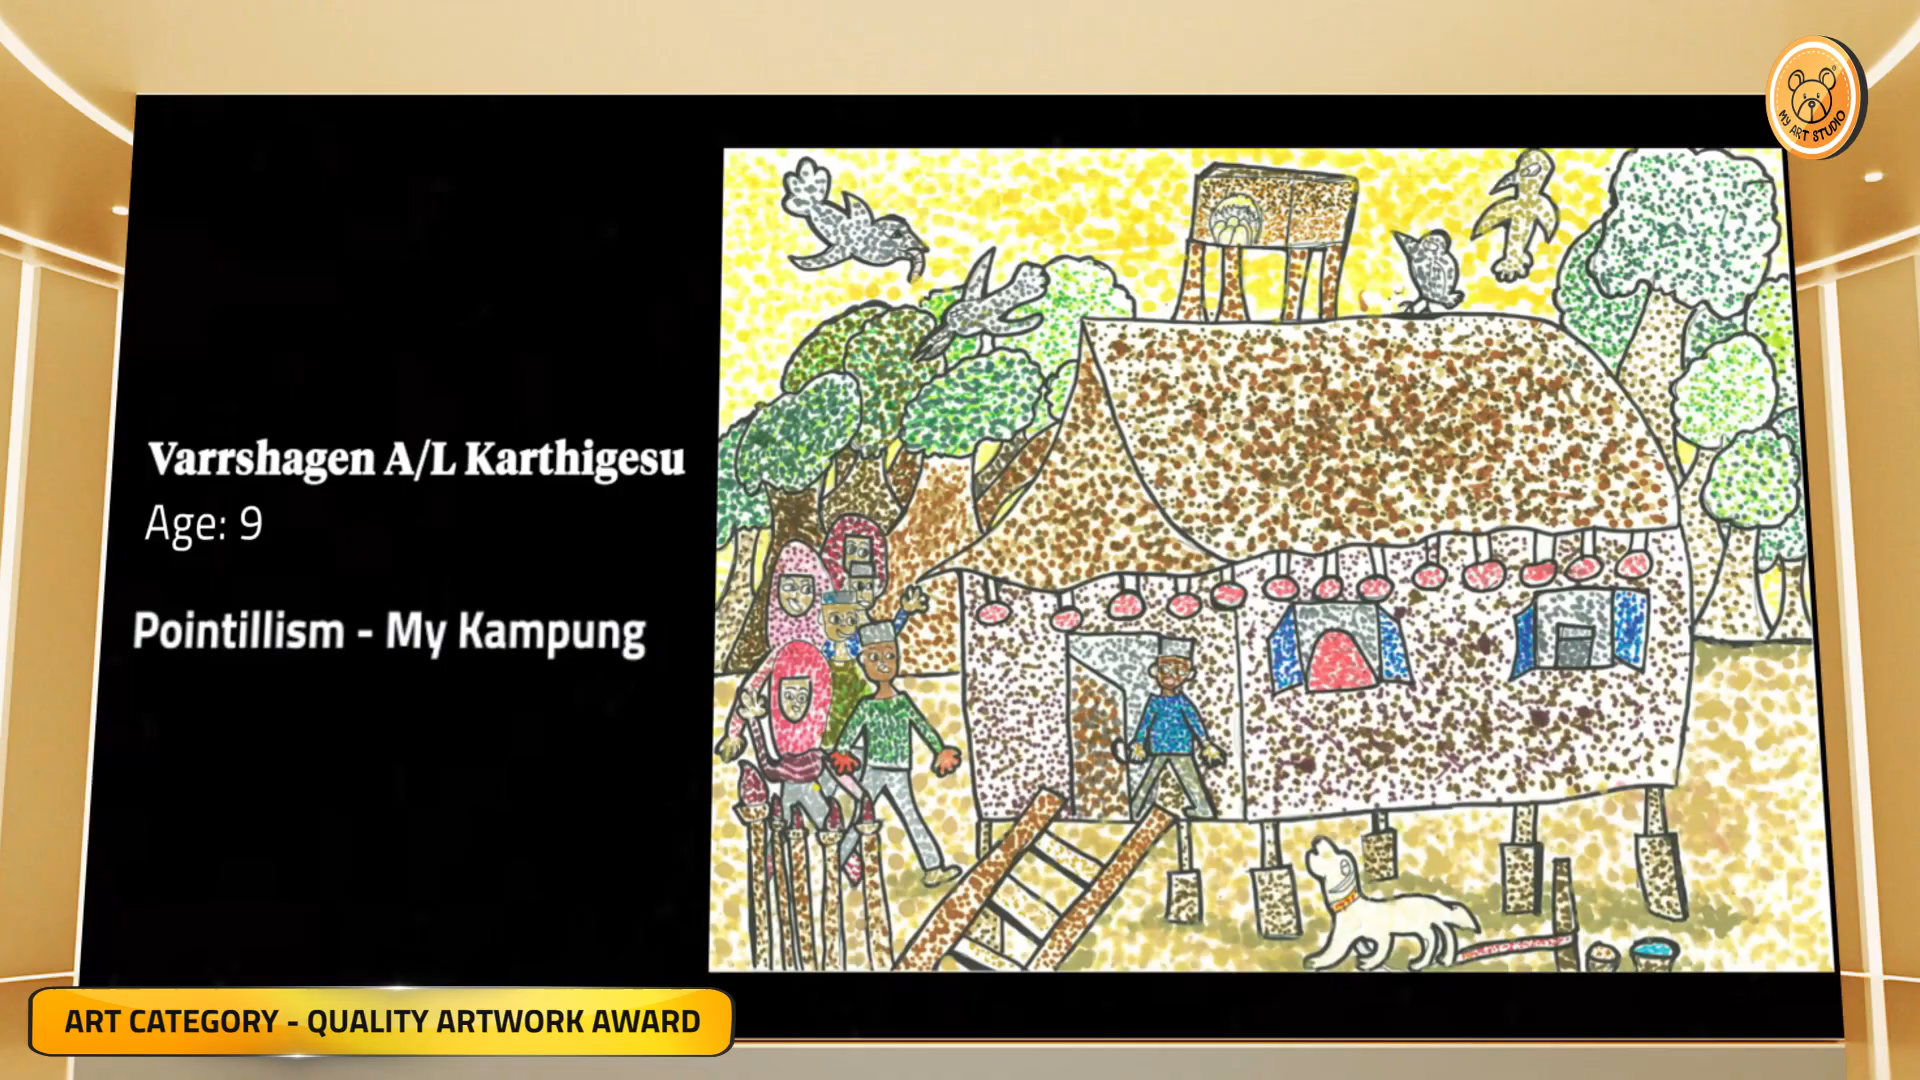 MY ART STUDIO
Varrshagen A/L Karthigesu
Age: 9
Pointillism - My Kampung
ART CATEGORY - QUALITY ARTWORK AWARD